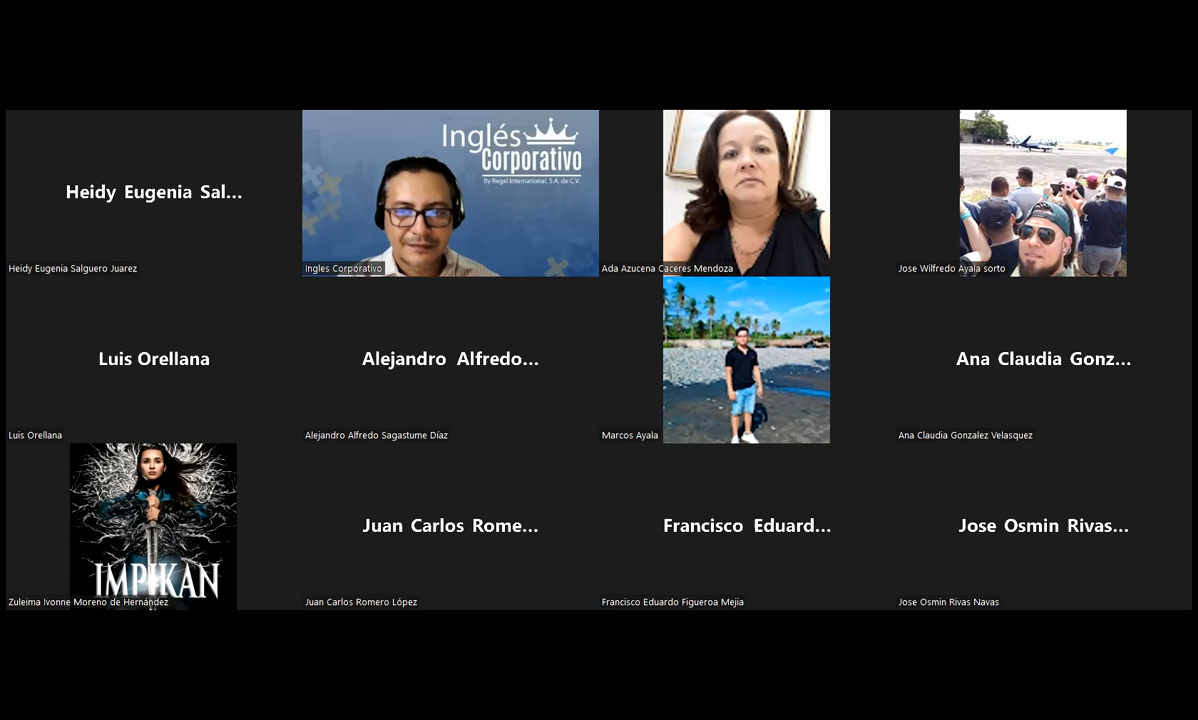 Heidy Eugenia Sal...
Heidy Eugenia Salguero Juarez
Inglés
Corporativo
By Regal International, S.A. de C.V.
Ingles Corporativo
Ada Azucena Caceres Mendoza
Jose Wilfredo Ayala sorto
Luis Orellana
Luis Orellana
Alejandro Alfredo...
Alejandro Alfredo Sagastume Díaz
Marcos Ayala
Ana Claudia Gonz...
Ana Claudia Gonzalez Velasquez
IMPIKAN
Zuleima Ivonne Moreno de Hernández
Juan Carlos Rome...
Juan Carlos Romero López
Francisco Eduard...
Francisco Eduardo Figueroa Mejia
Jose Osmin Rivas...
Jose Osmin Rivas Navas